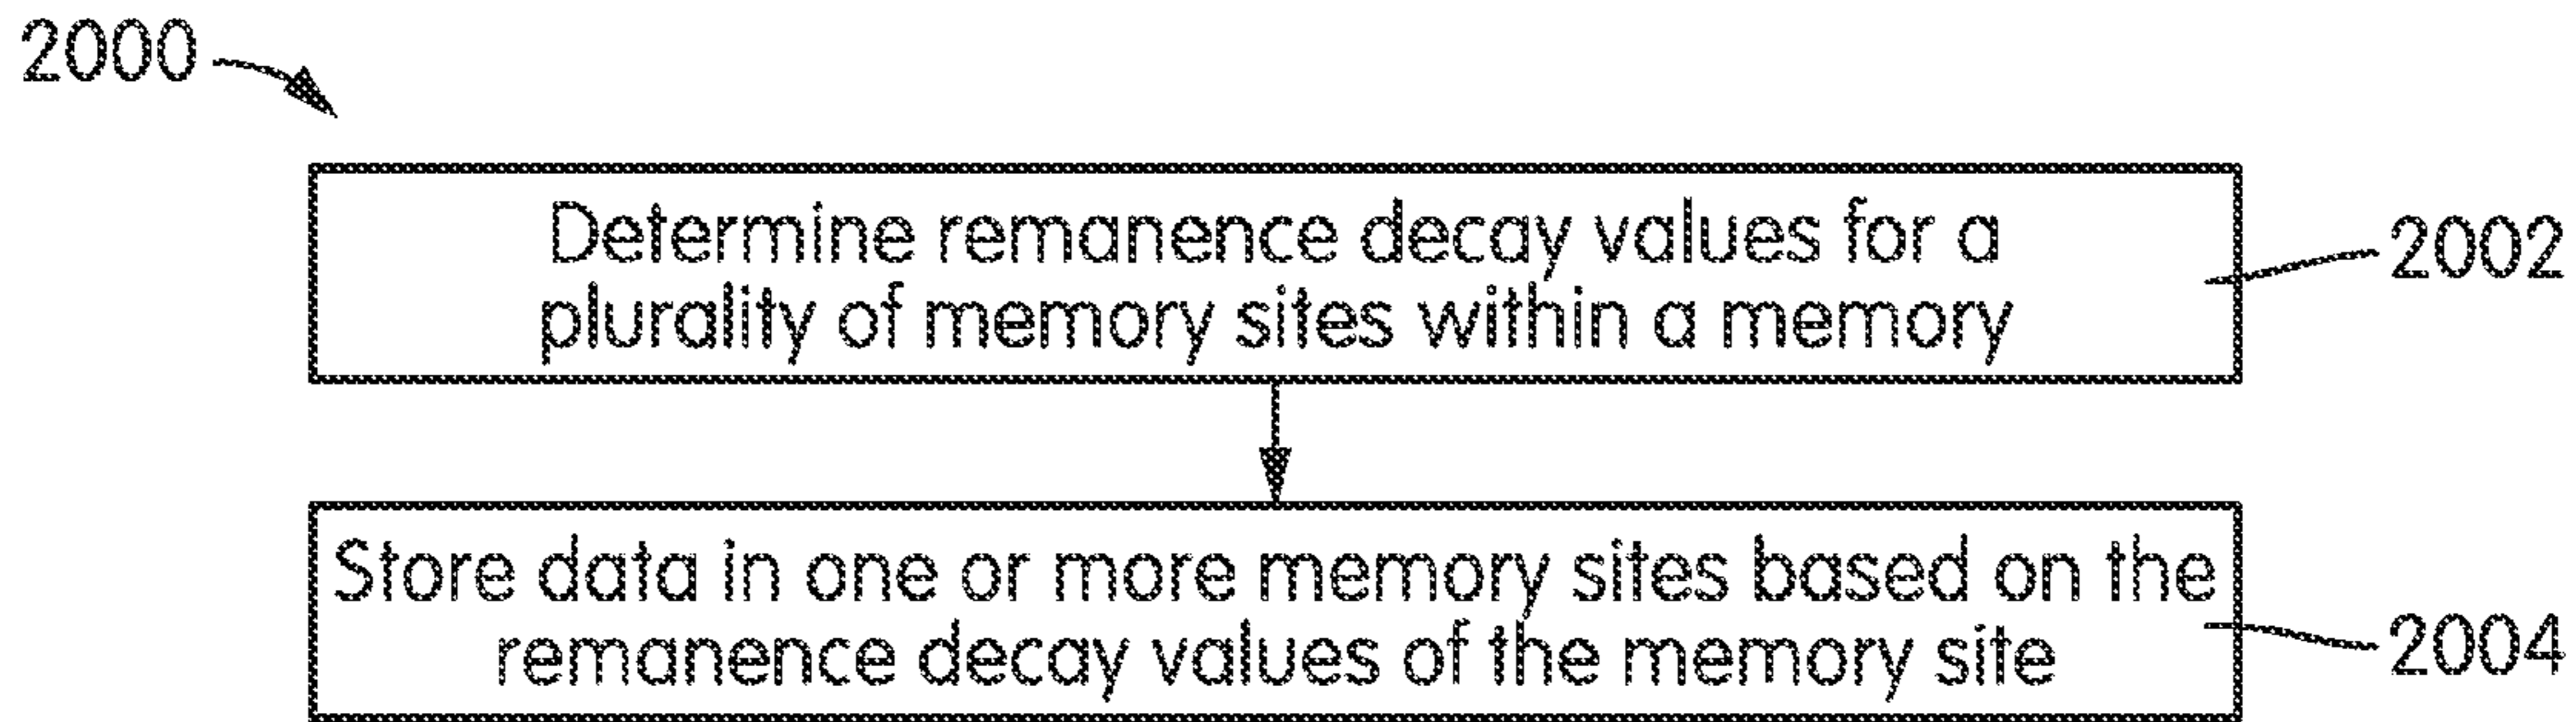 2000
Determine remanence decay values for a
plurality of memory sites within a memory
2002
Store data in one or more memory sites based on the
remanence decay values of the memory site
2004